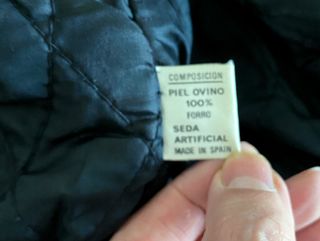 COMPOSICION
PIEL OVINO
100%
FORRO
SEDA
ARTIFICIAL
MADE IN SPAIN